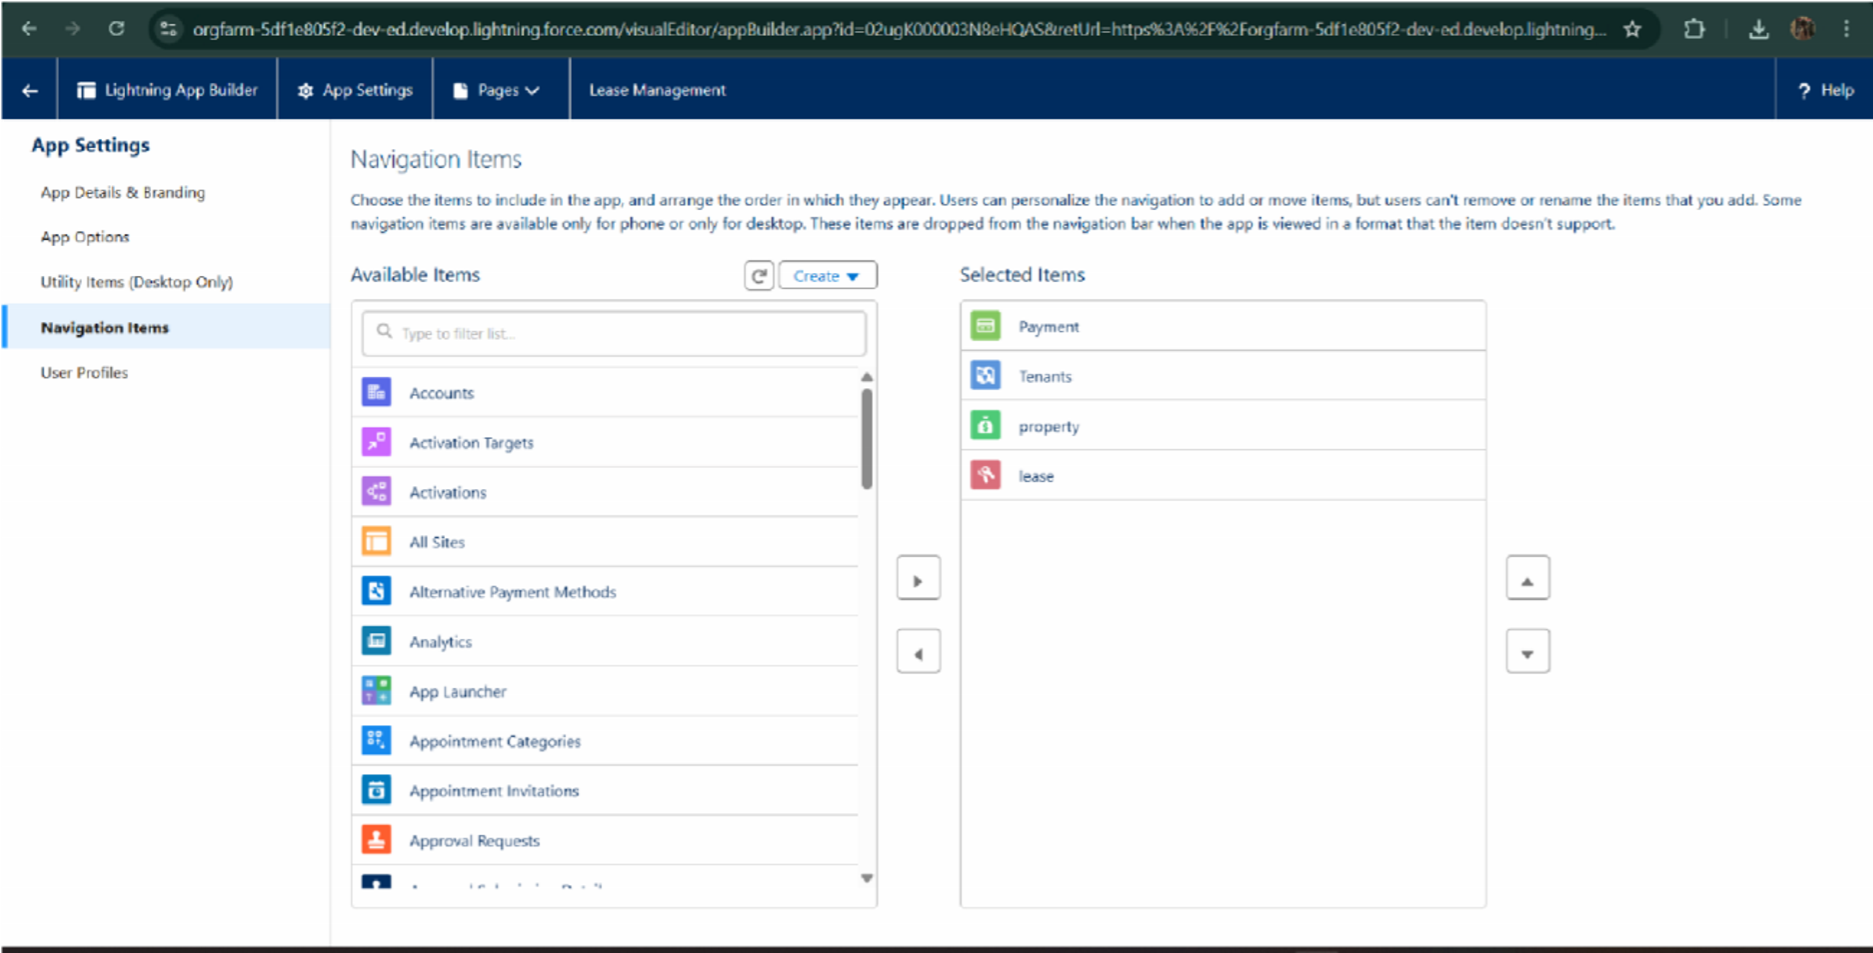 orgfarm-5df1e805f2-dev-ed.develop.lightning.force.com/visualEditor/appBuilder.app?id=02ugK000003N8eHQAS&retUrl=https%3A%2F%2Forgfarm-5df1e805f2-dev-ed.develop.lightning...
Lightning App Builder
App Settings
Pages
Lease Management
? Help
App Settings
App Details & Branding
App Options
Utility Items (Desktop Only)
Navigation Items
User Profiles
Navigation Items
Choose the items to include in the app, and arrange the order in which they appear. Users can personalize the navigation to add or move items, but users can't remove or rename the items that you add. Some
navigation items are available only for phone or only for desktop. These items are dropped from the navigation bar when the app is viewed in a format that the item doesn't support.
Available Items
Create
Type to filter list...
Accounts
Activation Targets
Activations
All Sites
Alternative Payment Methods
Analytics
App Launcher
Appointment Categories
Appointment Invitations
Approval Requests
Selected Items
Payment
Tenants
property
lease